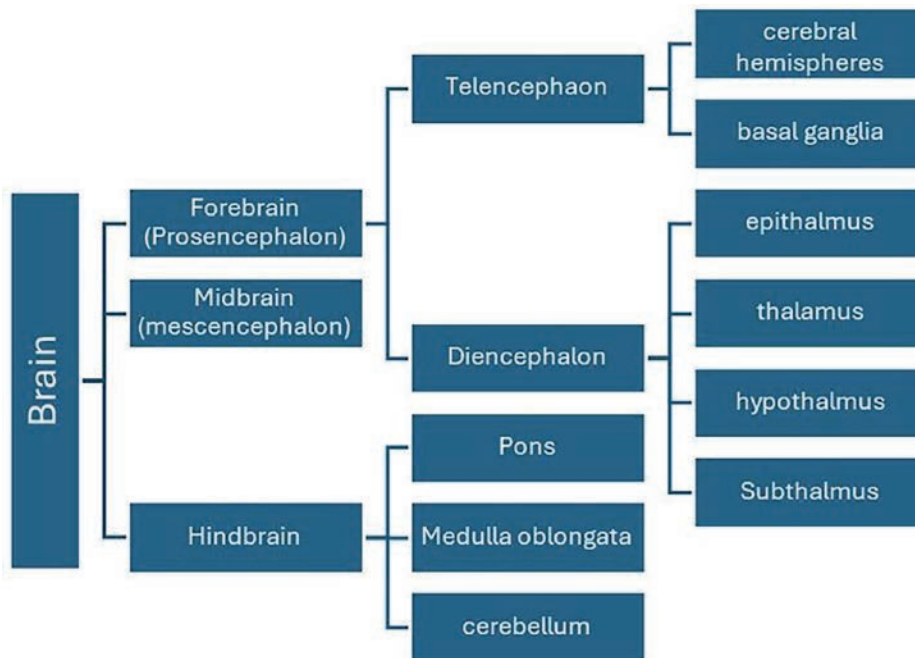 Brain
Forebrain
(Prosencephalon)
Midbrain
(mescencephalon)
Hindbrain
Telencephaon
Diencephalon
Pons
Medulla oblongata
cerebellum
cerebral
hemispheres
basal ganglia
epithalmus
thalamus
hypothalmus
Subthalmus